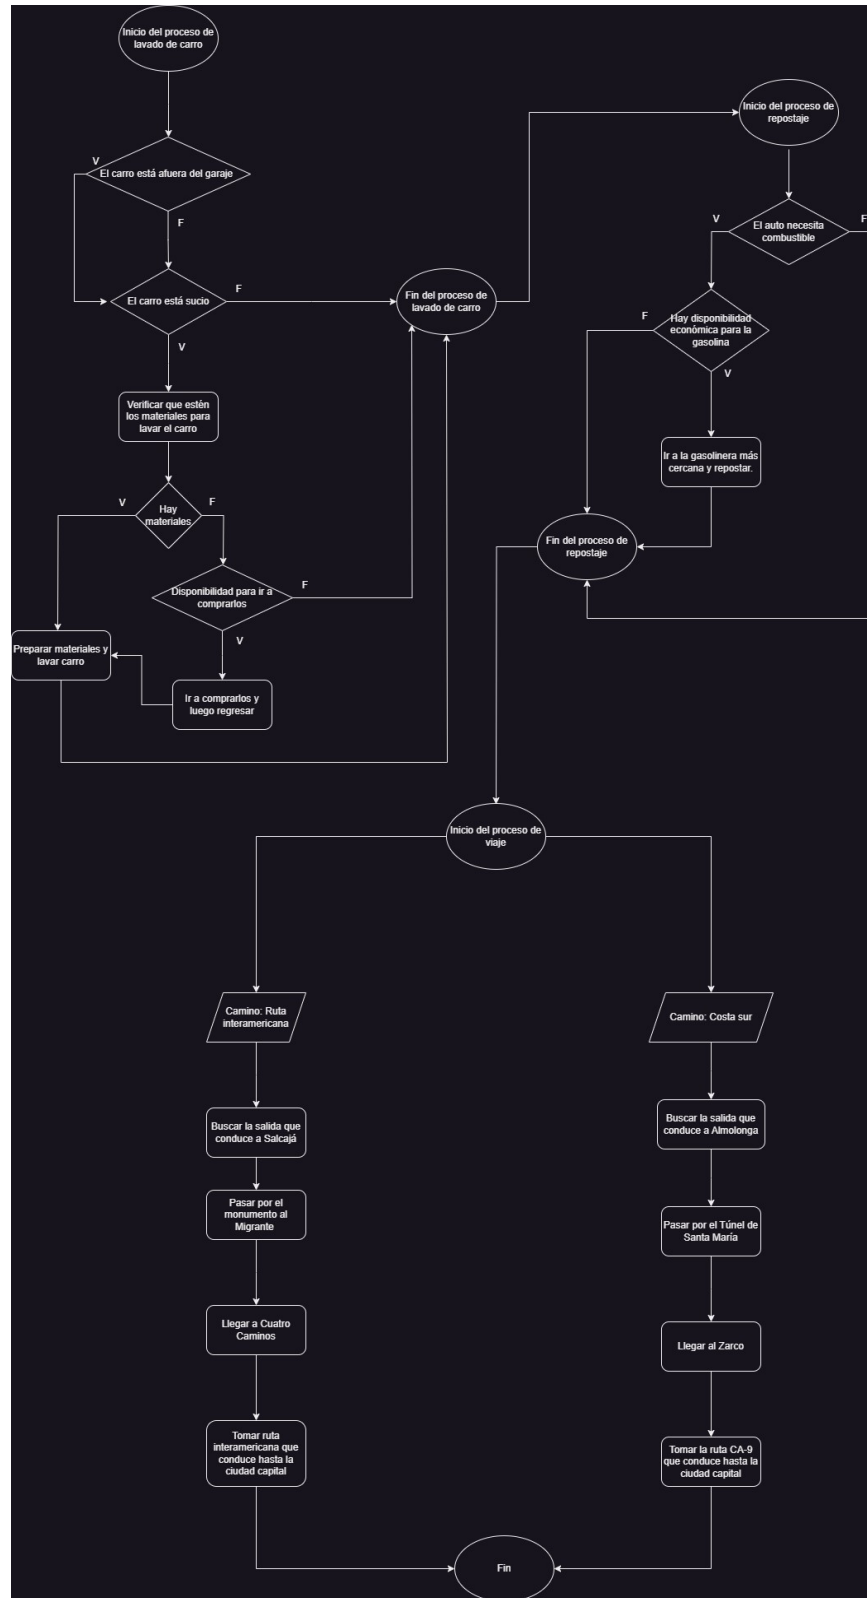 Inicio del proceso de
lavado de carro
V
El carro está afuera del garaje
F
El carro está sucio
F
V
Verificar que estén
los materiales para
lavar el carro
V
Hay
materiales
F
Disponibilidad para ir a
comprarlos
F
V
Preparar materiales y
lavar carro
Ir a comprarlos y
luego regresar
Fin del proceso de
lavado de carro
Inicio del proceso de
repostaje
V
El auto necesita
combustible
F
F
Hay disponibilidad
económica para la
gasolina
V
Ir a la gasolinera más
cercana y repostar.
Fin del proceso de
repostaje
Inicio del proceso de
viaje
Camino: Ruta
interamericana
Buscar la salida que
conduce a Salcajá
Pasar por el
monumento al
Migrante
Llegar a Cuatro
Caminos
Tomar ruta
interamericana que
conduce hasta la
ciudad capital
Camino: Costa sur
Buscar la salida que
conduce a Almolonga
Pasar por el Túnel de
Santa María
Llegar al Zarco
Tomar la ruta CA-9
que conduce hasta la
ciudad capital
Fin